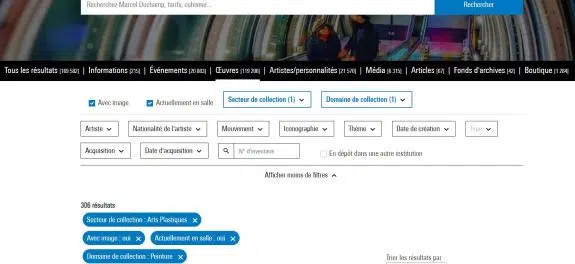 Recherchez Marcel Duchamp, tarifs, cubisme...
Rechercher
Tous les résultats [169 582] | Informations [215] | Événements [20 603] | Œuvres [119 206] | Artistes/personnalités [21 570] | Média [6 315] | Articles [67] | Fonds d'archives [42] | Boutique [1 784]
Avec image
Actuellement en salle
Secteur de collection (1)
Domaine de collection (1)
Artiste
Nationalité de l'artiste
Mouvement
Iconographie
Thème
Date de création
Type
Acquisition
Date d'acquisition
N° d'inventaire
En dépôt dans une autre institution
Afficher moins de filtres
306 résultats
Secteur de collection : Arts Plastiques ×
Avec image : oui ×
Actuellement en salle : oui ×
Domaine de collection : Peinture ×
Trier les résultats par